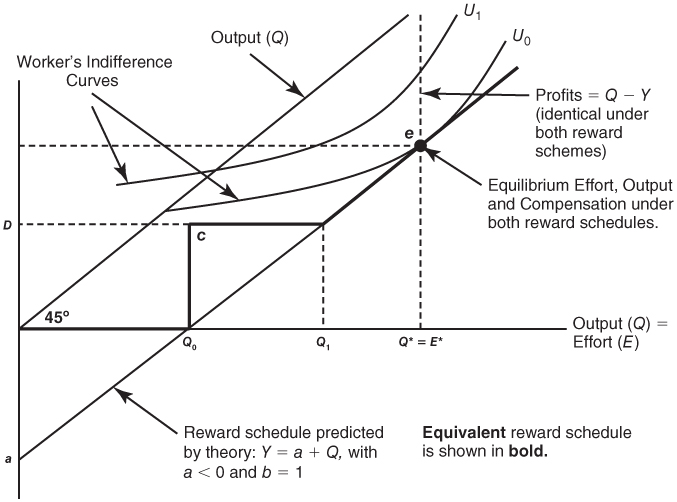 U1
Output (Q)
U0
Worker's Indifference
Curves
Profits = Q – Y
(identical under
both reward
schemes)
e
Equilibrium Effort, Output
and Compensation under
both reward schedules.
D
c
45º
Output (Q) =
Effort (E)
Q0
Q1
Q* = E*
Reward schedule predicted
by theory: Y = a + Q, with
a < 0 and b = 1
Equivalent reward schedule
is shown in bold.
a